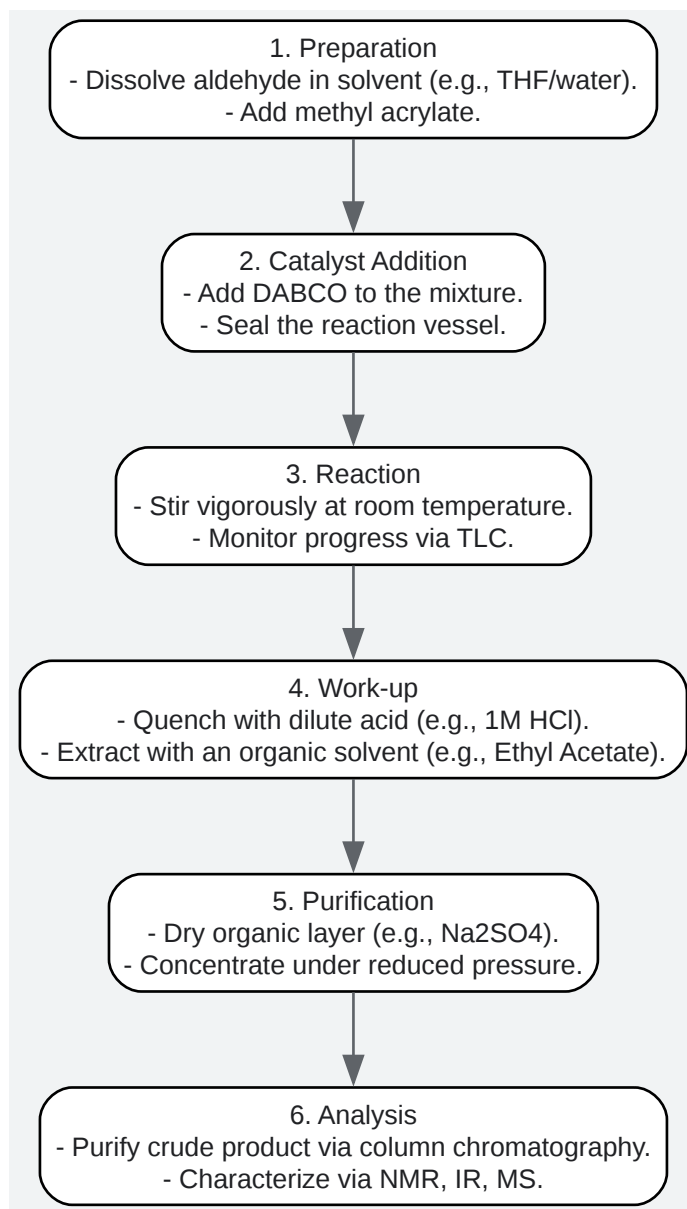 1. Preparation
- Dissolve aldehyde in solvent (e.g., THF/water).
- Add methyl acrylate.
2. Catalyst Addition
- Add DABCO to the mixture.
- Seal the reaction vessel.
3. Reaction
- Stir vigorously at room temperature.
- Monitor progress via TLC.
4. Work-up
- Quench with dilute acid (e.g., 1M HCl).
- Extract with an organic solvent (e.g., Ethyl Acetate).
5. Purification
- Dry organic layer (e.g., Na2SO4).
- Concentrate under reduced pressure.
6. Analysis
- Purify crude product via column chromatography.
- Characterize via NMR, IR, MS.